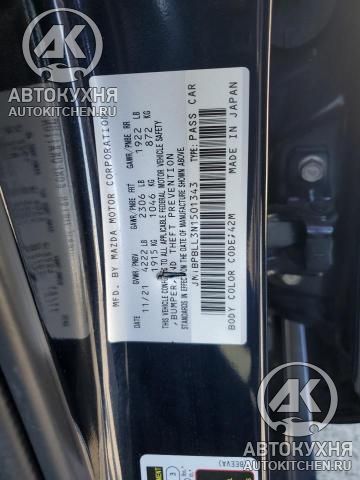 АВТОКУХНЯ
AUTOKITCHEN.RU
MFD. BY MAZDA MOTOR CORPORATION
DATE GVWR/PNBV GAWR/PNBE GAWR/PNBE RR
11/21 4222 LB 2306 LB 1922 LB
1915 KG 1046 KG 872 KG
THIS VEHICLE CONFORMS TO ALL APPLICABLE FEDERAL MOTOR VEHICLE SAFETY
, BUMPER, AND THEFT PREVENTION
STANDARDS IN EFFECT ON THE DATE OF MANUFACTURE SHOWN ABOVE.
JM1BPBLL3N1501343 TYPE:PASS CAR
BODY COLOR CODE;42M MADE IN JAPAN
АВТОКУХНЯ
AUTOKITCHEN.RU